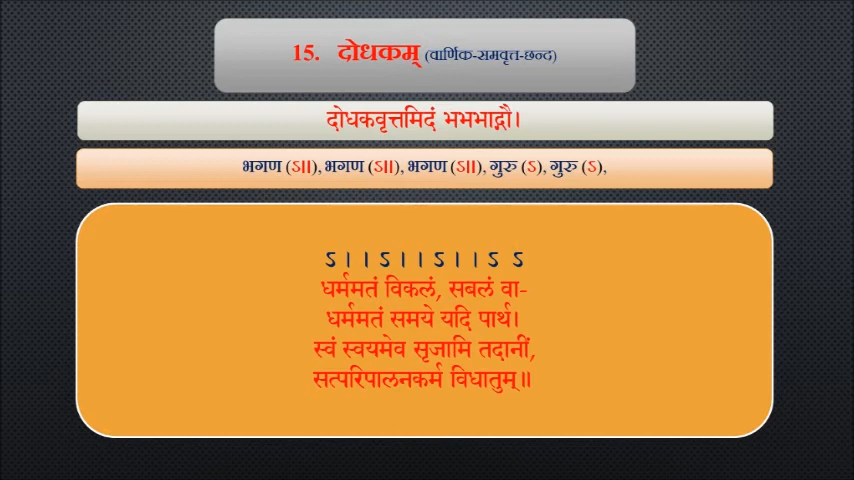 15. दोधकम् (वार्णिक-समवृत्त-छन्द)
दोधकवृत्तमिदं भभभाद्गौ।
भगण (ऽ॥), भगण (ऽ॥), भगण (ऽ॥), गुरु (ऽ), गुरु (ऽ),
ऽ । । ऽ । । ऽ । । ऽ ऽ
धर्ममतं विकलं, सबलं वा-
धर्ममतं समये यदि पार्थ।
स्वं स्वयमेव सृजामि तदानीं,
सत्परिपालनकर्म विधातुम्॥